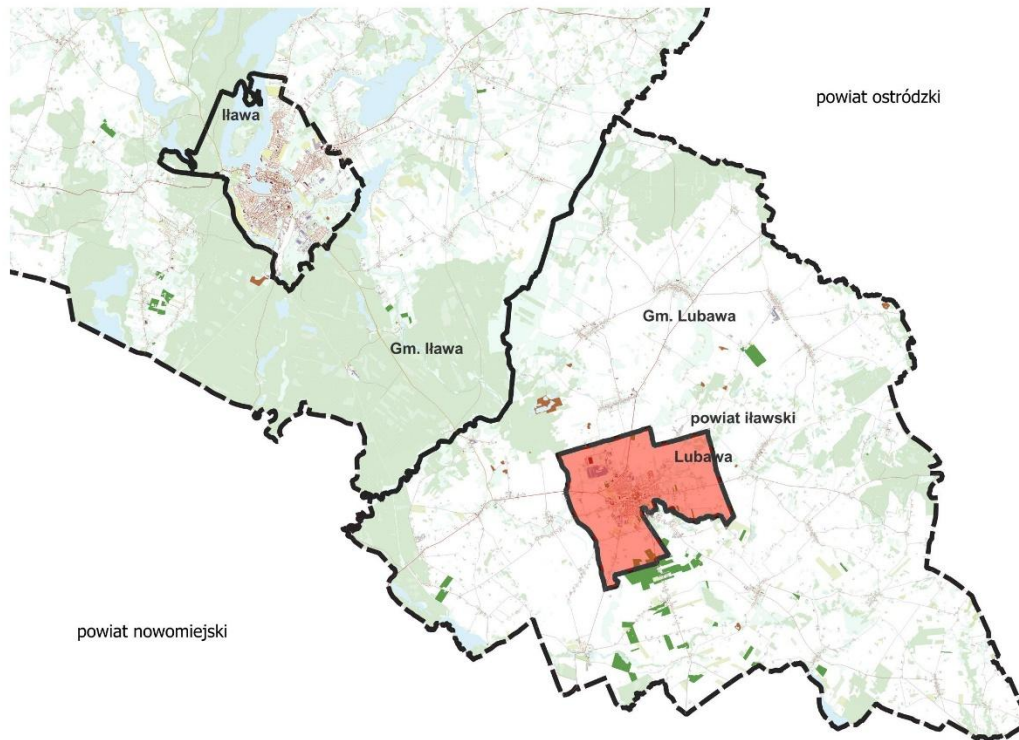 powiat ostródzki
Iława
Gm. Lubawa
Gm. Iława
powiat iławski
Lubawa
powiat nowomiejski